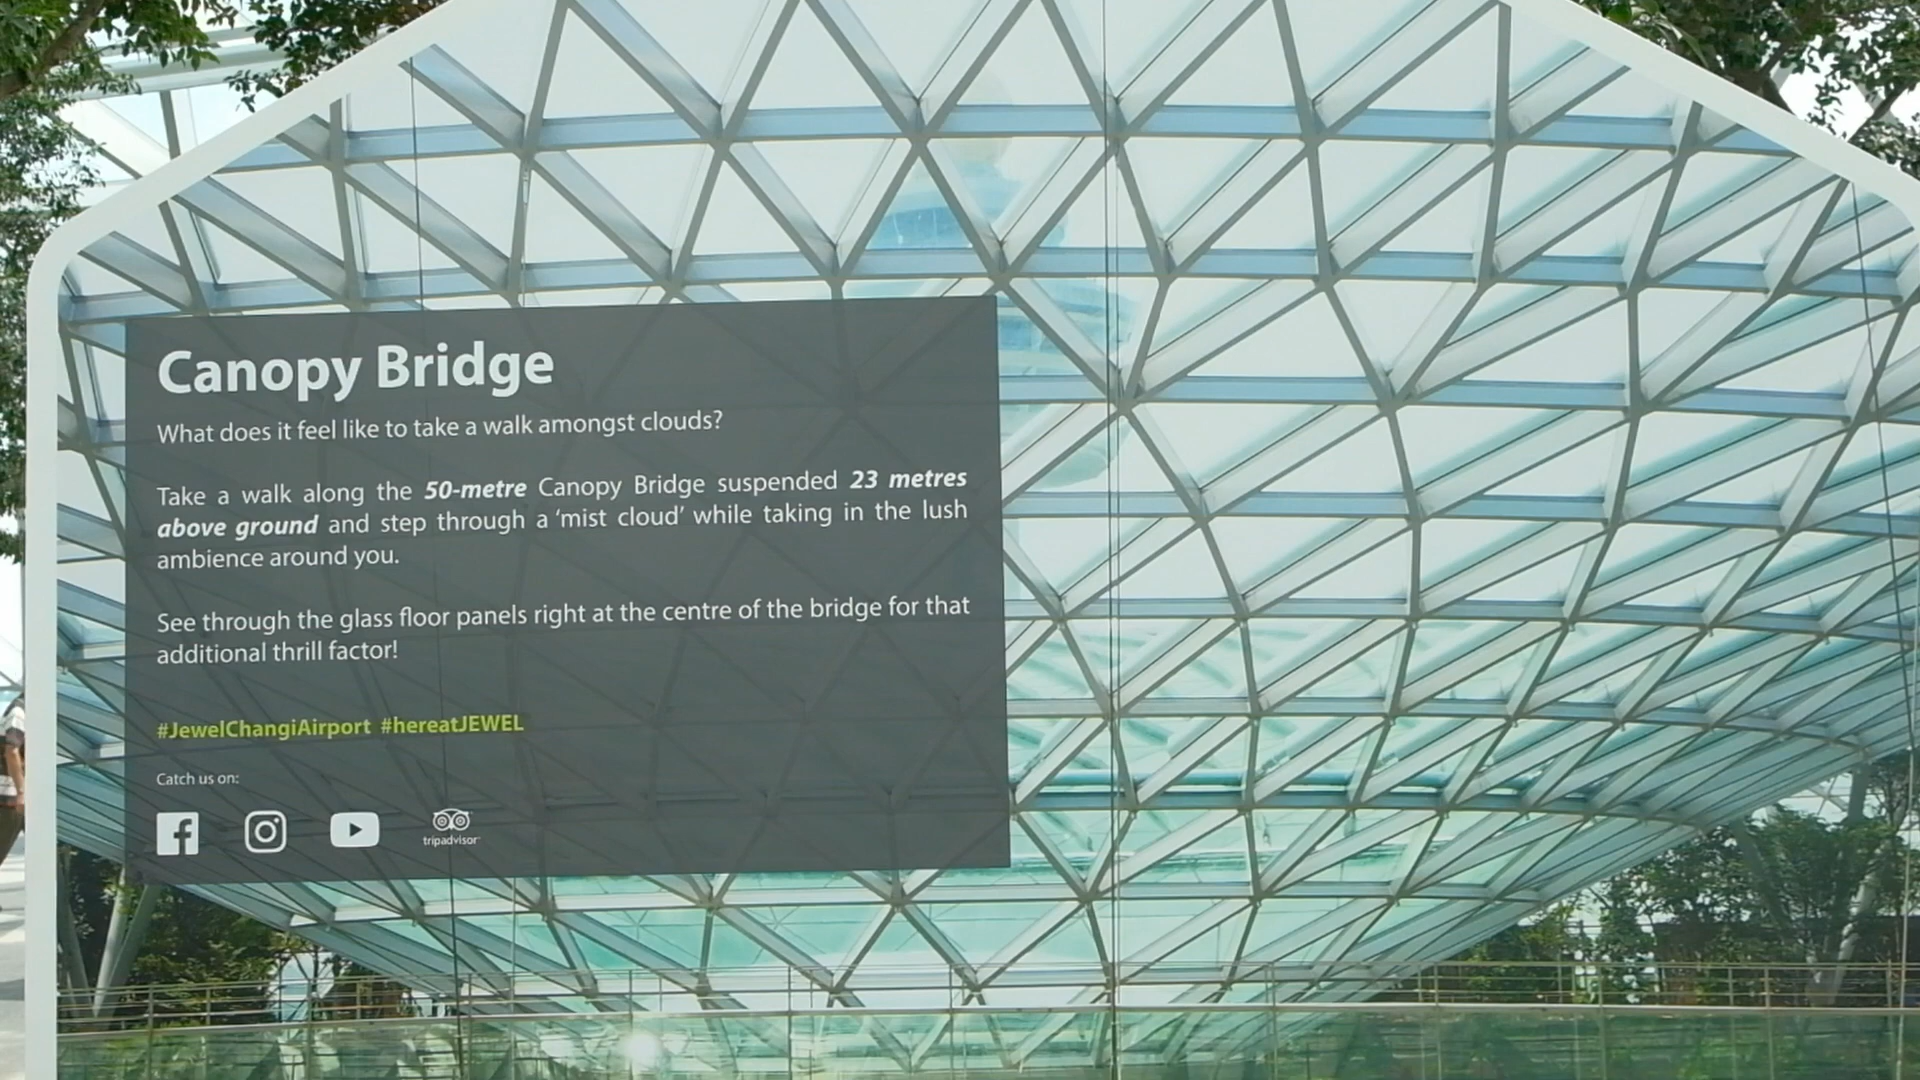 Canopy Bridge
What does it feel like to take a walk amongst clouds?
Take a walk along the 50-metre Canopy Bridge suspended 23 metres
above ground and step through a ‘mist cloud’ while taking in the lush
ambience around you.
See through the glass floor panels right at the centre of the bridge for that
additional thrill factor!
#JewelChangiAirport #hereatJEWEL
Catch us on:
tripadvisor